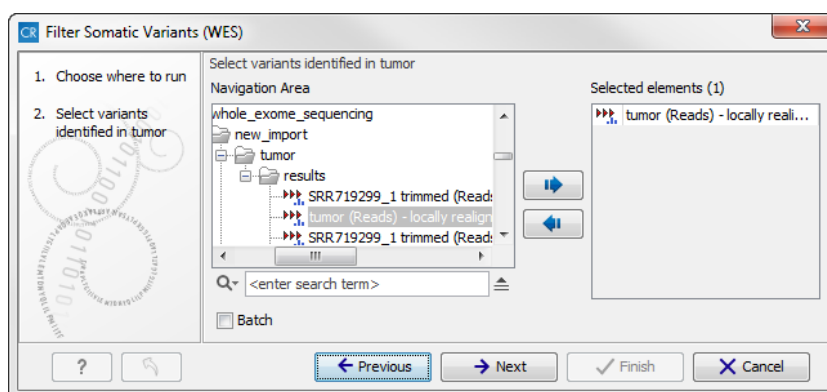 CR Filter Somatic Variants (WES)
X
1. Choose where to run
2. Select variants
identified in tumor
Select variants identified in tumor
Navigation Area
whole_exome_sequencing
new_import
tumor
results
SRR719299_1 trimmed (Reads
tumor (Reads) - locally realign
SRR719299_1 trimmed (Reads
<enter search term>
Batch
Selected elements (1)
tumor (Reads) - locally reali...
?
Previous
Next
Finish
Cancel